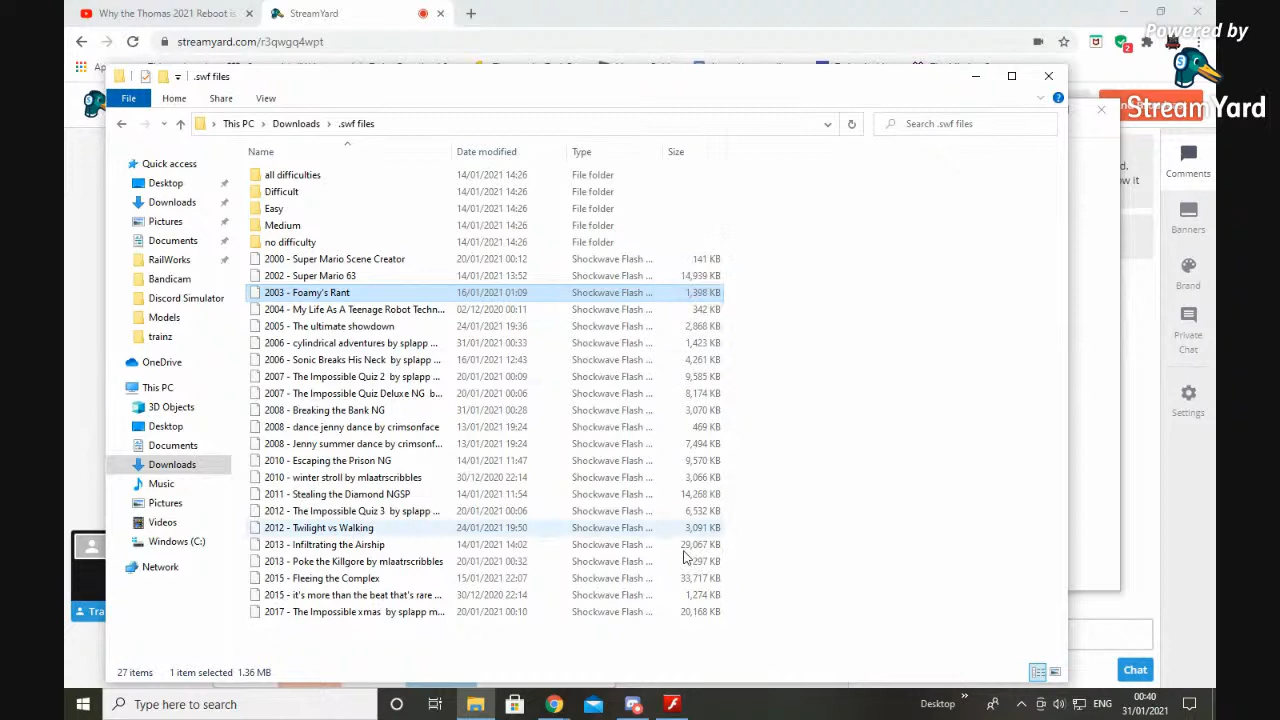 Why the Thomas 2021 Reboot is
StreamYard
streamyard.com/r3qwgq4wpt
2
Powered by
StreamYard
.swf files
File
Home
Share
View
This PC > Downloads > .swf files
Search .swf files
Name
Date modified
Type
Size
Quick access
Desktop
Downloads
Pictures
Documents
RailWorks
Bandicam
Discord Simulator
Models
trainz
OneDrive
This PC
3D Objects
Desktop
Documents
Downloads
Music
Pictures
Videos
Windows (C:)
Network
all difficulties 14/01/2021 14:26 File folder
Difficult 14/01/2021 14:26 File folder
Easy 14/01/2021 14:26 File folder
Medium 14/01/2021 14:26 File folder
no difficulty 14/01/2021 14:26 File folder
2000 - Super Mario Scene Creator 20/01/2021 00:12 Shockwave Flash ... 141 KB
2002 - Super Mario 63 14/01/2021 13:52 Shockwave Flash ... 14,939 KB
2003 - Foamy's Rant 16/01/2021 01:09 Shockwave Flash ... 1,398 KB
2004 - My Life As A Teenage Robot Techn... 02/12/2020 00:11 Shockwave Flash ... 342 KB
2005 - The ultimate showdown 24/01/2021 19:36 Shockwave Flash ... 2,868 KB
2006 - cylindrical adventures by splapp ... 31/01/2021 00:33 Shockwave Flash ... 1,423 KB
2006 - Sonic Breaks His Neck by splapp ... 16/01/2021 12:43 Shockwave Flash ... 4,261 KB
2007 - The Impossible Quiz 2 by splapp ... 20/01/2021 00:09 Shockwave Flash ... 9,585 KB
2007 - The Impossible Quiz Deluxe NG b... 20/01/2021 00:06 Shockwave Flash ... 8,174 KB
2008 - Breaking the Bank NG 31/01/2021 00:28 Shockwave Flash ... 3,070 KB
2008 - dance jenny dance by crimsonface 13/01/2021 19:24 Shockwave Flash ... 469 KB
2008 - Jenny summer dance by crimsonf... 13/01/2021 19:24 Shockwave Flash ... 7,494 KB
2010 - Escaping the Prison NG 14/01/2021 11:47 Shockwave Flash ... 9,570 KB
2010 - winter stroll by mlaatrscribbles 30/12/2020 22:14 Shockwave Flash ... 3,066 KB
2011 - Stealing the Diamond NGSP 14/01/2021 11:54 Shockwave Flash ... 14,268 KB
2012 - The Impossible Quiz 3 by splapp ... 20/01/2021 00:06 Shockwave Flash ... 6,532 KB
2012 - Twilight vs Walking 24/01/2021 19:50 Shockwave Flash ... 3,091 KB
2013 - Infiltrating the Airship 14/01/2021 14:02 Shockwave Flash ... 29,067 KB
2013 - Poke the Killgore by mlaatrscribbles 20/01/2021 00:32 Shockwave Flash ... 297 KB
2015 - Fleeing the Complex 15/01/2021 22:07 Shockwave Flash ... 33,717 KB
2015 - it's more than the beat that's rare ... 30/12/2020 22:14 Shockwave Flash ... 1,274 KB
2017 - The Impossible xmas by splapp m... 20/01/2021 00:10 Shockwave Flash ... 20,168 KB
27 items 1 item selected 1.36 MB
Comments
Banners
Brand
Private
Chat
Settings
Chat
Type here to search
Desktop
ENG
00:40
31/01/2021